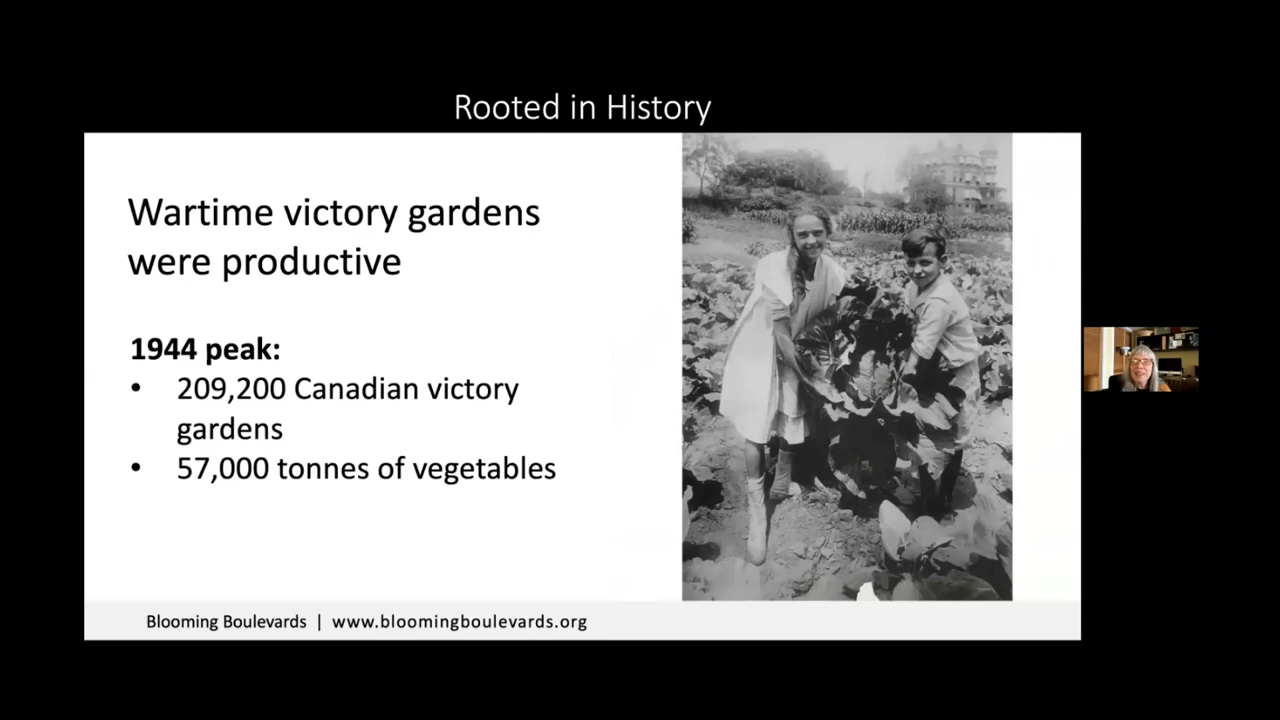 Rooted in History
Wartime victory gardens
were productive
1944 peak:
• 209,200 Canadian victory
gardens
• 57,000 tonnes of vegetables
Blooming Boulevards | www.bloomingboulevards.org